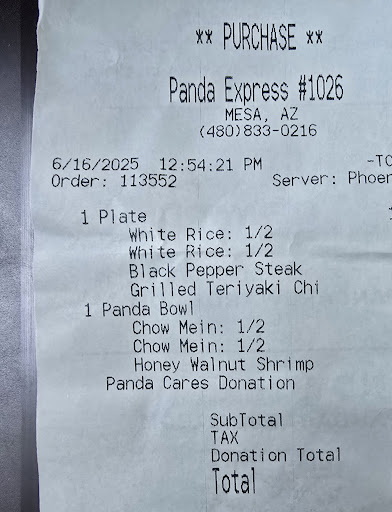 ** PURCHASE **
Panda Express #1026
MESA, AZ
(480)833-0216
6/16/2025 12:54:21 PM -TO
Order: 113552 Server: Phoen
1 Plate
White Rice: 1/2
White Rice: 1/2
Black Pepper Steak
Grilled Teriyaki Chi
1 Panda Bowl
Chow Mein: 1/2
Chow Mein: 1/2
Honey Walnut Shrimp
Panda Cares Donation
SubTotal
TAX
Donation Total
Total